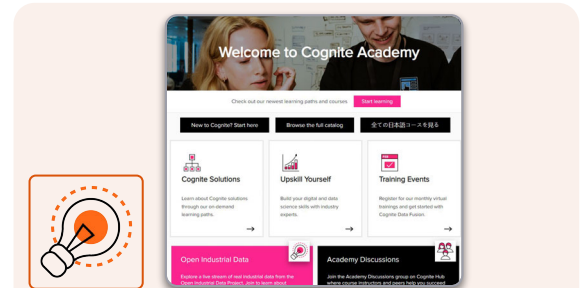 Welcome to Cognite Academy
Check out our newest learning paths and courses
Start learning
New to Cognite? Start here
Browse the full catalog
全ての日本語コースを見る
Cognite Solutions
Learn about Cognite solutions
through our on-demand
learning paths.
Upskill Yourself
Build your digital and data
science skills with industry
experts.
Training Events
Register for our monthly virtual
trainings and get started with
Cognite Data Fusion.
Open Industrial Data
Explore a live stream of real industrial data from the
Open Industrial Data Project. Join to learn about
Academy Discussions
Join the Academy Discussions group on Cognite Hub
where course instructors and peers help you succeed